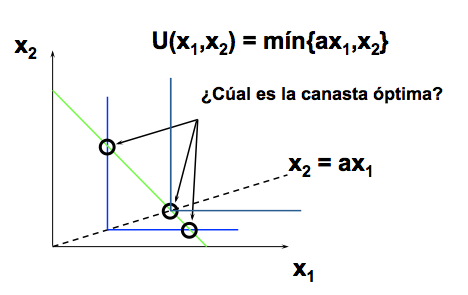 U(x₁,x₂) = mín{ax₁,x₂}
x₂
¿Cúal es la canasta óptima?
x₂ = ax₁
x₁